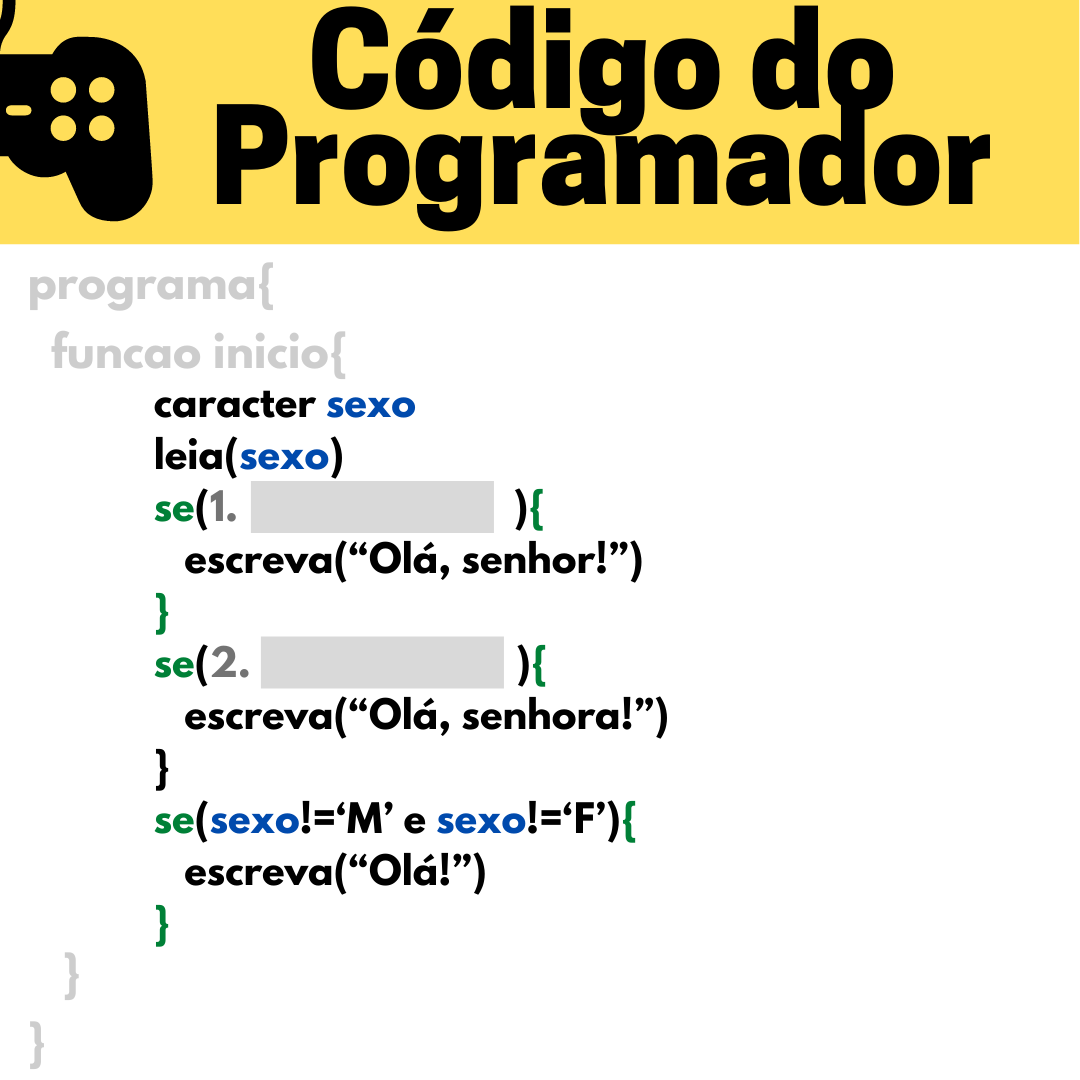 Código do
Programador
programa{
funcao inicio{
caracter sexo
leia(sexo)
se(1. ){
escreva(“Olá, senhor!”)
}
se(2. ){
escreva(“Olá, senhora!”)
}
se(sexo!=‘M’ e sexo!=‘F’){
escreva(“Olá!”)
}
}
}